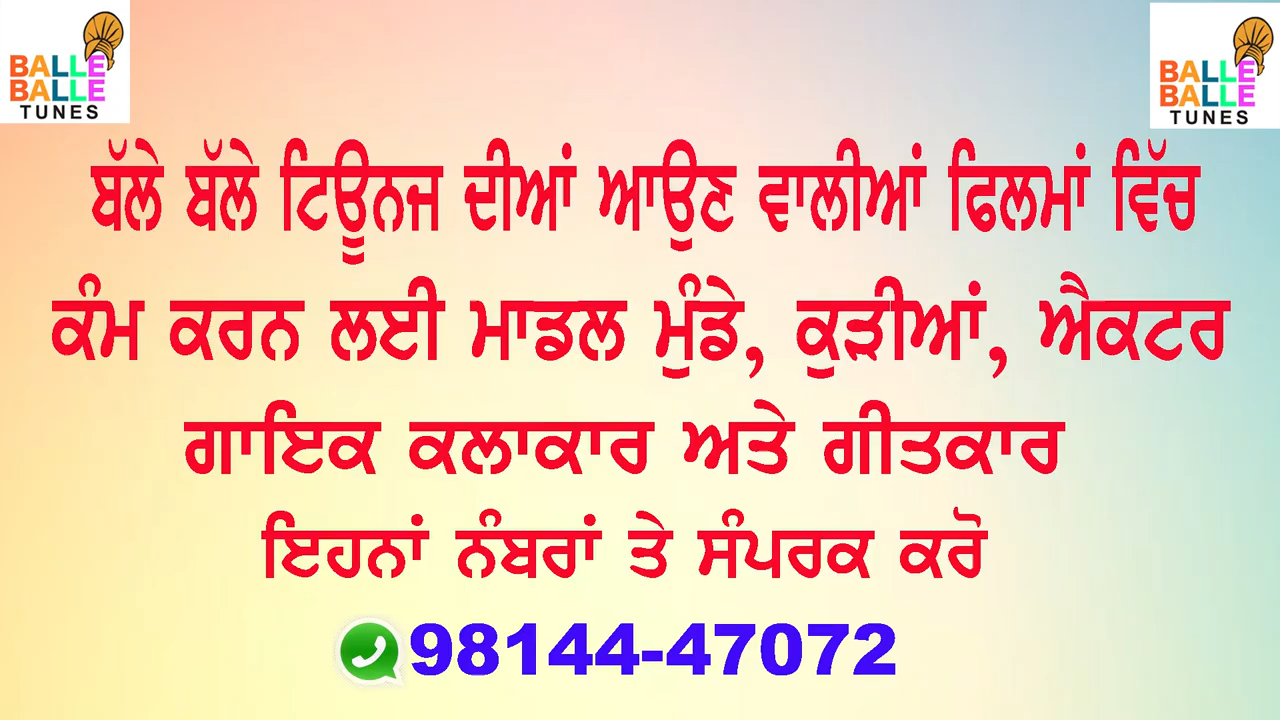 BALLE
BALLE
TUNES
BALLE
BALLE
TUNES
ਬੱਲੇ ਬੱਲੇ ਟਿਊਨਜ ਦੀਆਂ ਆਉਣ ਵਾਲੀਆਂ ਫਿਲਮਾਂ ਵਿੱਚ
ਕੰਮ ਕਰਨ ਲਈ ਮਾਡਲ ਮੁੰਡੇ, ਕੁੜੀਆਂ, ਐਕਟਰ
ਗਾਇਕ ਕਲਾਕਾਰ ਅਤੇ ਗੀਤਕਾਰ
ਇਹਨਾਂ ਨੰਬਰਾਂ ਤੇ ਸੰਪਰਕ ਕਰੋ
98144-47072